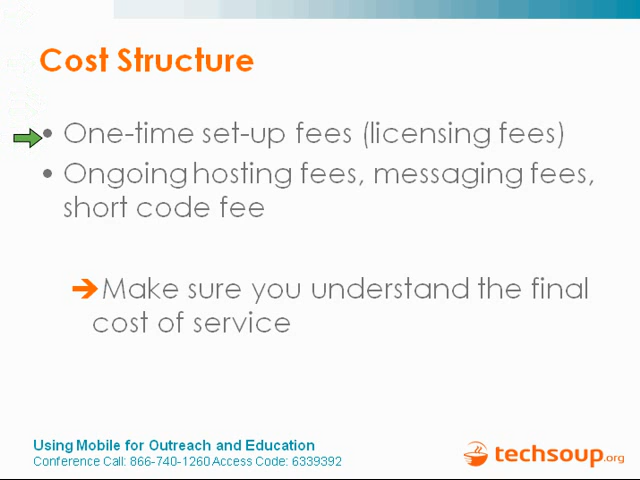 Cost Structure
• One-time set-up fees (licensing fees)
• Ongoing hosting fees, messaging fees,
short code fee
➔Make sure you understand the final
cost of service
Using Mobile for Outreach and Education
Conference Call: 866-740-1260 Access Code: 6339392
techsoup.org